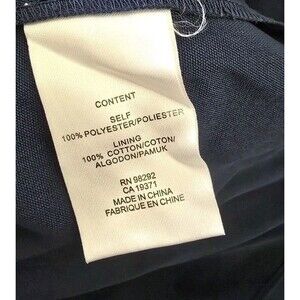 CONTENT
SELF
100% POLYESTER/POLIESTER
LINING
100% COTTON/COTON/
ALGODON/PAMUK
RN 98292
CA 19371
MADE IN CHINA
FABRIQUE EN CHINE